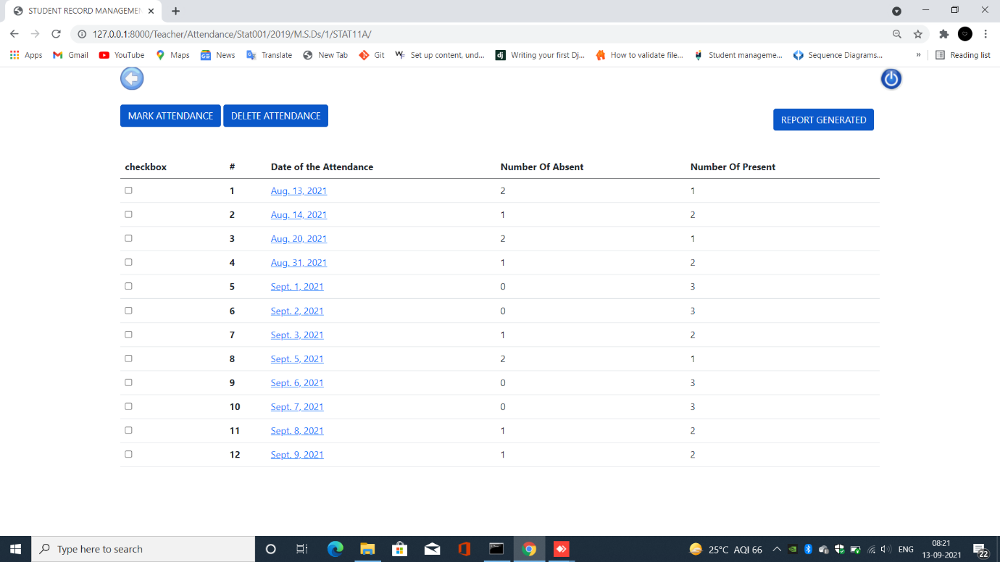 STUDENT RECORD MANAGEMEN
127.0.0.1:8000/Teacher/Attendance/Stat001/2019/M.S.Ds/1/STAT11A/
Apps Gmail YouTube Maps News Translate New Tab Git Set up content, und... Writing your first Dj... How to validate file... Student manageme... Sequence Diagrams... » Reading list
MARK ATTENDANCE DELETE ATTENDANCE
REPORT GENERATED
checkbox # Date of the Attendance Number Of Absent Number Of Present
1 Aug. 13, 2021 2 1
2 Aug. 14, 2021 1 2
3 Aug. 20, 2021 2 1
4 Aug. 31, 2021 1 2
5 Sept. 1, 2021 0 3
6 Sept. 2, 2021 0 3
7 Sept. 3, 2021 1 2
8 Sept. 5, 2021 2 1
9 Sept. 6, 2021 0 3
10 Sept. 7, 2021 0 3
11 Sept. 8, 2021 1 2
12 Sept. 9, 2021 1 2
Type here to search
25°C AQI 66 ENG
08:21
13-09-2021
22